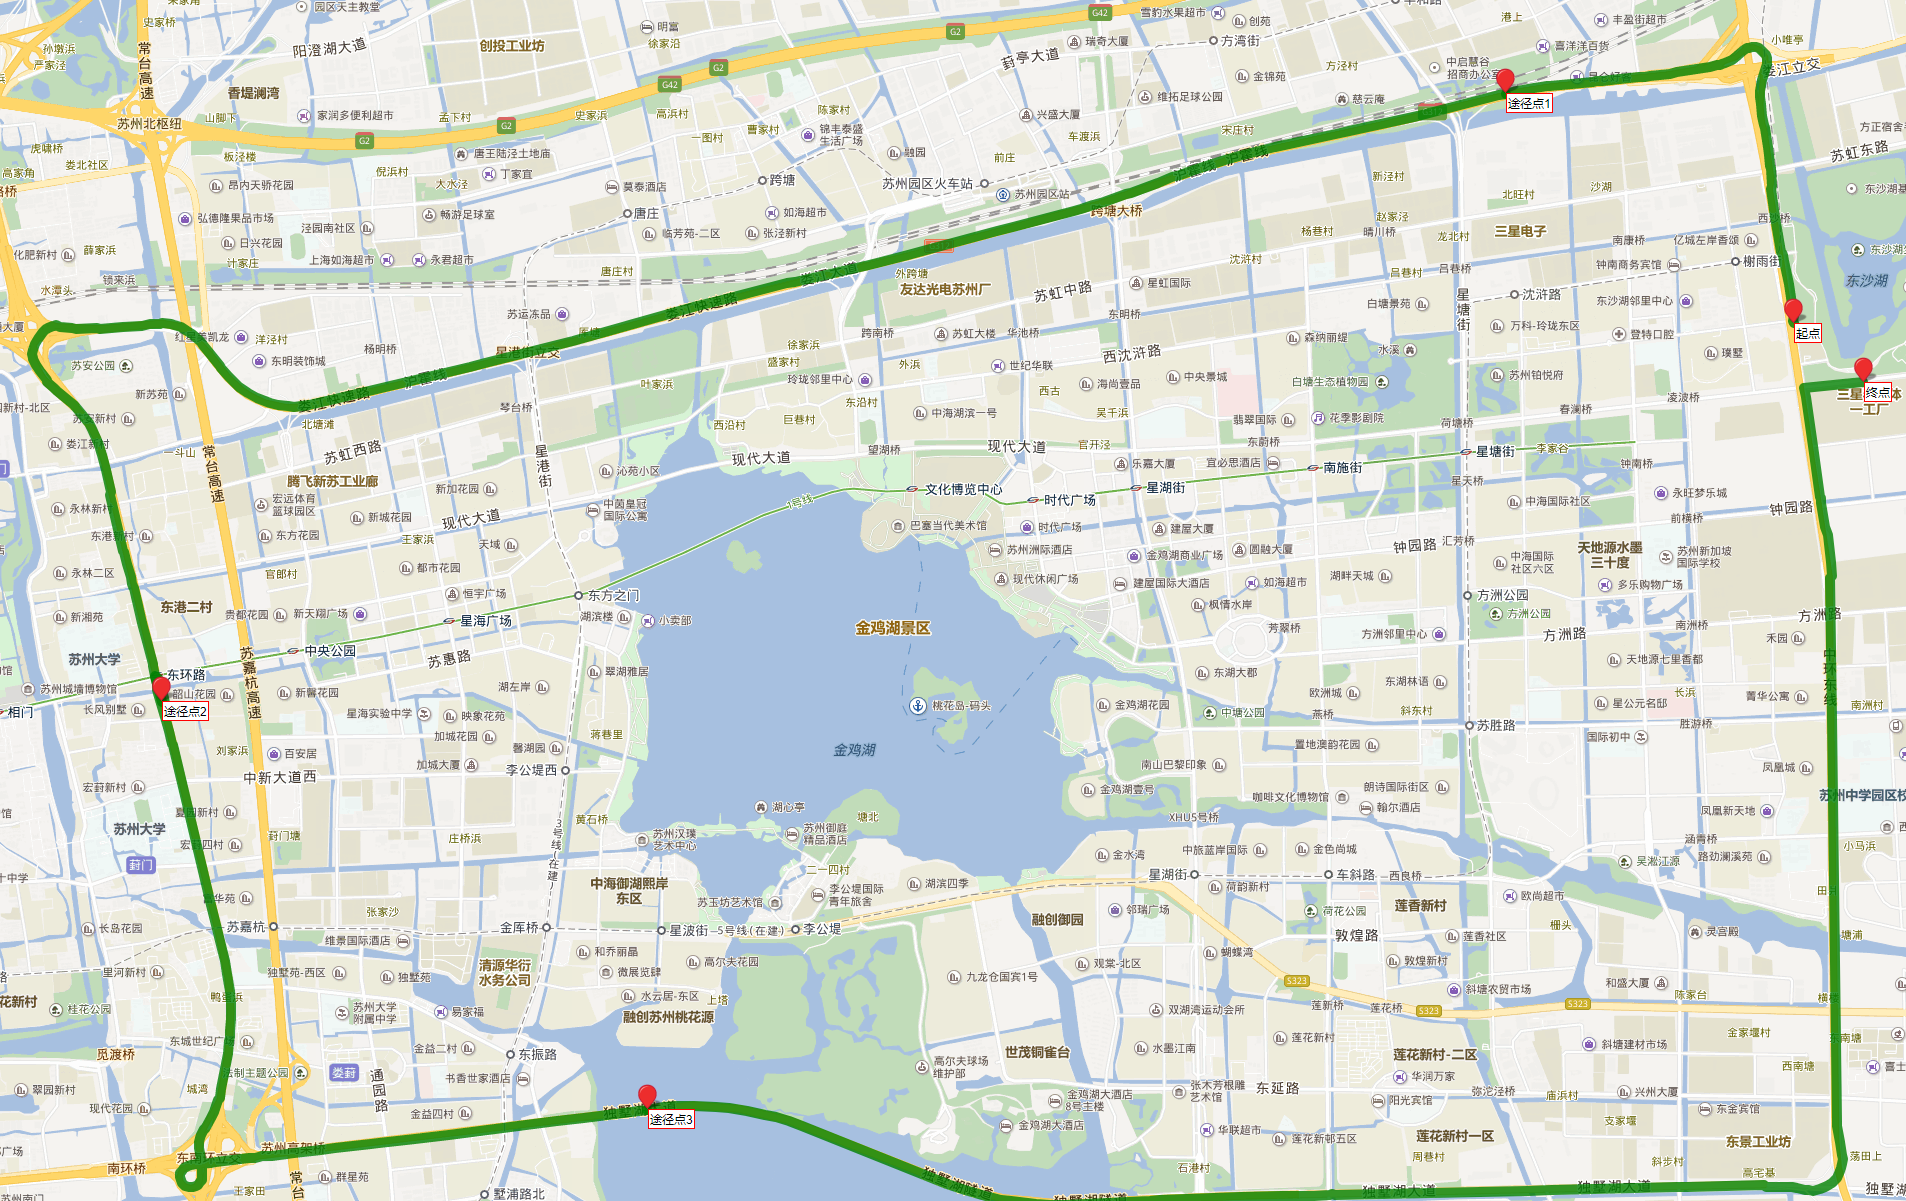 园区天主教堂
史家桥
常台高速
孙墩浜
严家泾
阳澄湖大道
创投工业坊
明富
徐家沿
G2
G42
雪豹水果超市
创苑
瑞奇大厦
方湾街
葑亭大道
港上
丰盈街超市
喜洋洋百货
小唯亭
娄江立交
中启慧谷
招商办公室
途径点1
方泾村
慈云庵
金锦苑
维拓足球公园
兴盛大厦
车渡浜
宋庄村
香堤澜湾
苏州北枢纽
山脚下
家润多便利超市
孟下村
史家浜
高浜村
一图村
曹家村
陈家村
锦丰泰盛
生活广场
融园
前庄
虎啸桥
娄北社区
高家角
板泾楼
唐王陆泾土地庙
丁家宜
倪浜村
大水泾
昂内天骄花园
弘德隆果品市场
畅游足球室
莫泰酒店
跨塘
苏州园区火车站
苏州园区站
沪霍线
沪霍线
跨塘大桥
方正宿舍
苏虹东路
东沙湖
西沙桥
北旺村
沙湖
新泾村
赵家泾
晴川桥
龙北村
三星电子
杨巷村
泾园南社区
日兴花园
计家庄
薛家浜
化肥新村
上海如海超市
永君超市
唐庄
如海超市
临芳苑-二区
张泾新村
唐庄村
锁来浜
水潭头
娄江大道
外跨塘
友达光电苏州厂
沈浒村
吕巷村
吕巷桥
南康桥
亿城左岸香颂
钟南商务宾馆
榭雨街
东沙湖邻里中心
星虹国际
苏虹中路
东明桥
星塘街
沈浒路
白塘景苑
万科-玲珑东区
登特口腔
起点
璞墅
终点
三星
一工厂
娄江快速路
苏运冻品
星港街立交
跨南桥
苏虹大楼
华池桥
徐家浜
盛家村
外浜
西沈浒路
森纳丽缇
水溪
红星美凯龙
洋泾村
东明装饰城
杨明桥
苏安公园
新苏苑
苏安新村
娄江新村
沪霍线
娄江快速路
北塘滩
琴台桥
叶家浜
玲珑邻里中心
世纪华联
东沿村
西古
海尚壹品
中央景城
白塘生态植物园
苏州铂悦府
中海湖滨一号
吴千浜
翡翠国际
花季影剧院
荷塘桥
春澜桥
凌波桥
西沿村
巨巷村
一斗山
苏虹西路
腾飞新苏工业廊
常台高速
星港街
沁苑小区
现代大道
望湖桥
现代大道
官开泾
东蔚桥
乐嘉大厦
宜必思酒店
南施街
星塘街
李家谷
钟南桥
宏远体育
篮球园区
新加花园
新城花园
中茵皇冠
国际公寓
1号线
文化博览中心
时代广场
星湖街
星天桥
中海国际社区
永旺梦乐城
前横桥
钟园路
永林新村
东港新村
东方花园
现代大道
王家浜
天域
巴塞当代美术馆
时代广场
建屋大厦
苏州洲际酒店
金鸡湖商业广场
圆融大厦
钟园路
汇芳桥
中海国际
社区六区
天地源水墨
三十度
苏州新加坡
国际学校
永林二区
官郎村
都市花园
现代休闲广场
建屋国际大酒店
如海超市
湖畔天城
多乐购物广场
东港二村
新湘苑
贵都花园
新天翔广场
恒宇广场
东方之门
湖滨楼
小卖部
枫情水岸
方洲公园
方洲公园
方洲路
星海广场
金鸡湖景区
芳翠桥
方洲邻里中心
方洲路
南洲桥
禾园
苏州大学
中央公园
苏嘉杭高速
苏惠路
东环路
苏州城墙博物馆
韶山花园
新馨花园
翠湖雅居
湖左岸
东湖大郡
天地源七里香都
中环东线
相门
长风别墅
途径点2
星海实验中学
映象花苑
桃花岛-码头
金鸡湖花园
欧洲城
东湖林语
中塘公园
燕桥
斜东村
长浜
菁华公寓
星公元名邸
南洲村
胜浦桥
刘家浜
百安居
加城花园
馨湖园
蒋巷里
金鸡湖
置地澳韵花园
苏胜路
国际初中
中新大道西
加城大厦
李公堤西
南山巴黎印象
凤凰城
宏葑新村
夏园新村
苏州大学
葑门塘
葑门
庄桥浜
3号线(在建)
黄石桥
湖心亭
苏州汉璞
艺术中心
苏州御庭
精品酒店
塘北
金鸡湖壹号
XHU5号桥
咖啡文化博物馆
朗诗国际街区
翰尔酒店
凤凰新天地
苏州中学园区校
涵青桥
吴淞江源
路劲澜溪苑
小马浜
金水湾
中旅蓝岸国际
金色尚城
二一四村
星湖街
车斜路
西良桥
中海御湖熙岸
东区
苏玉坊艺术馆
李公堤国际
青年旅舍
湖滨四季
荷韵新村
欧尚超市
张家沙
苏嘉杭
金厍桥
星波街
5号线(在建)
李公堤
融创御园
邻瑞广场
荷花公园
莲香新村
栅头
敦煌路
莲香社区
灵宫殿
塘浦
长岛花园
维景国际酒店
和乔丽晶
微展览肆
高尔夫花园
里河新村
独墅苑-西区
独墅苑
清源华衍
水务公司
九龙仓国宾1号
观棠-北区
蝴蝶湾
敦煌新村
S323
斜塘农贸市场
和盛大厦
陈家台
桂花公园
鸭蛋浜
苏州大学
附属中学
易家福
水云居-东区
上塔
融创苏州桃花源
双湖湾运动会所
莲新桥
莲花桥
S323
S323
东城世纪广场
觅渡桥
金益二村
东振路
世茂铜雀台
水墨江南
莲花新村
莲花新村-二区
斜塘建材市场
金家堰村
东南塘
法制主题公园
娄葑
城湾
翠园新村
通园路
书香世家酒店
高尔夫球场
维护部
张木芳根雕
艺术馆
东延路
华润万家
弥沱泾桥
西南塘
现代花园
金益四村
途径点3
金鸡湖大酒店
8号主楼
金鸡湖大酒店
阳光宾馆
庙浜村
兴州大厦
支家堰
东金宾馆
华联超市
莲花新邨五区
莲花新村一区
东景工业坊
苏州高架桥
东南环立交
南环桥
群星苑
王家田
常台
墅浦路北
独墅湖隧道
独墅湖隧道
石港村
周巷村
斜步村
高宅基
荡田上
独墅湖大道
独墅湖大道
苏州南门